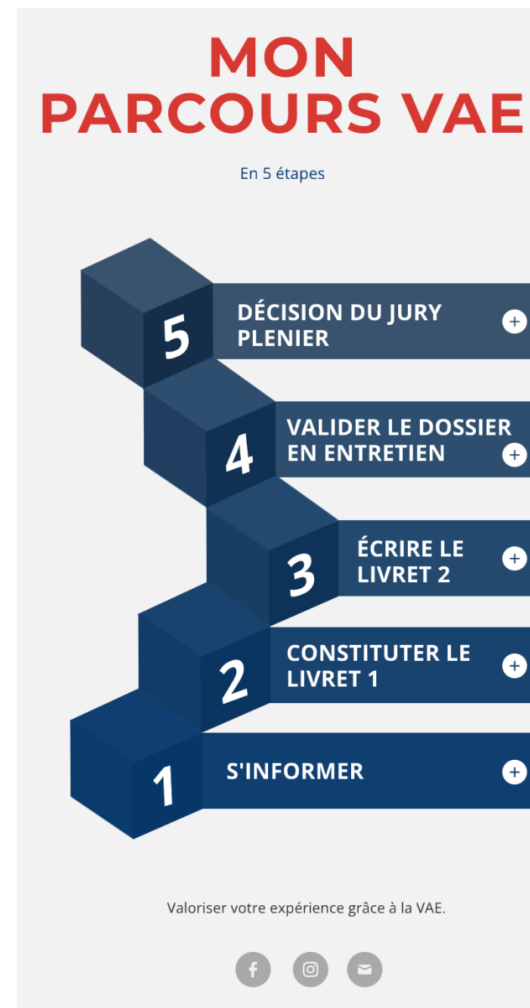 MON
PARCOURS VAE
En 5 étapes
5
DÉCISION DU JURY
PLENIER
4
VALIDER LE DOSSIER
EN ENTRETIEN
3
ÉCRIRE LE
LIVRET 2
2
CONSTITUTER LE
LIVRET 1
1
S'INFORMER
Valoriser votre expérience grâce à la VAE.